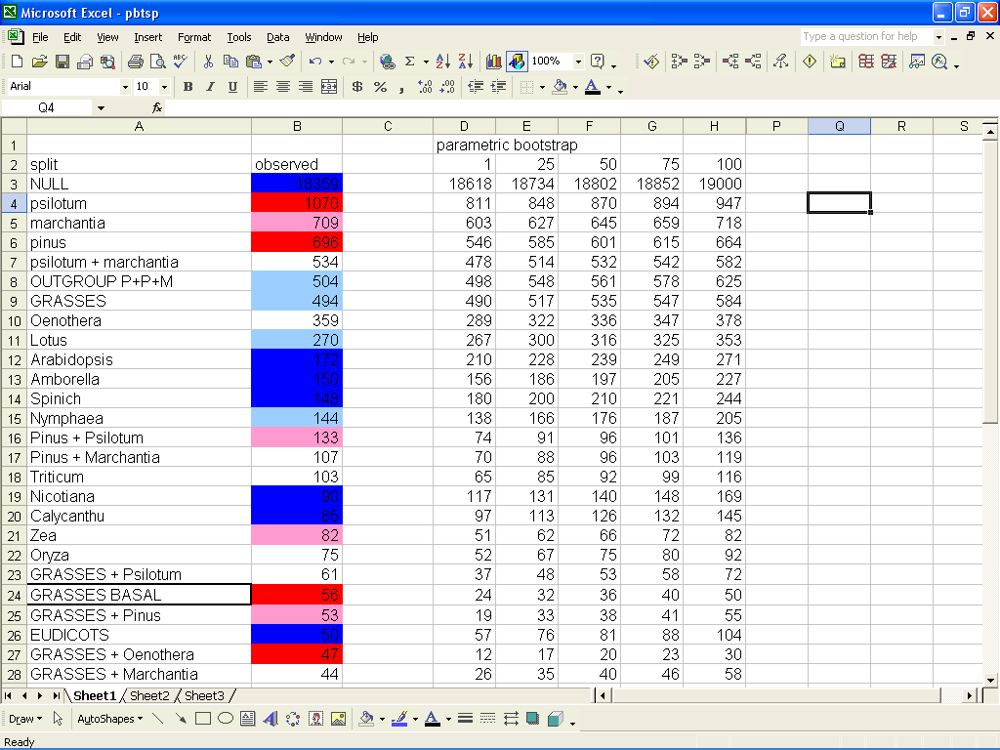 Microsoft Excel - pbtsp
File Edit View Insert Format Tools Data Window Help Type a question for help
100%
Arial 10 B I U $ % ,
Q4 fx
A B C D E F G H P Q R S
1 parametric bootstrap
2 split observed 1 25 50 75 100
3 NULL 18359 18618 18734 18802 18852 19000
4 psilotum 1070 811 848 870 894 947
5 marchantia 709 603 627 645 659 718
6 pinus 696 546 585 601 615 664
7 psilotum + marchantia 534 478 514 532 542 582
8 OUTGROUP P+P+M 504 498 548 561 578 625
9 GRASSES 494 490 517 535 547 584
10 Oenothera 359 289 322 336 347 378
11 Lotus 270 267 300 316 325 353
12 Arabidopsis 172 210 228 239 249 271
13 Amborella 150 156 186 197 205 227
14 Spinich 148 180 200 210 221 244
15 Nymphaea 144 138 166 176 187 205
16 Pinus + Psilotum 133 74 91 96 101 136
17 Pinus + Marchantia 107 70 88 96 103 119
18 Triticum 103 65 85 92 99 116
19 Nicotiana 117 131 140 148 169
20 Calycanthu 97 113 126 132 145
21 Zea 82 51 62 66 72 82
22 Oryza 75 52 67 75 80 92
23 GRASSES + Psilotum 61 37 48 53 58 72
24 GRASSES BASAL 56 24 32 36 40 50
25 GRASSES + Pinus 53 19 33 38 41 55
26 EUDICOTS 57 76 81 88 104
27 GRASSES + Oenothera 47 12 17 20 23 30
28 GRASSES + Marchantia 44 26 35 40 46 58
Sheet1 Sheet2 Sheet3
Draw AutoShapes
Ready